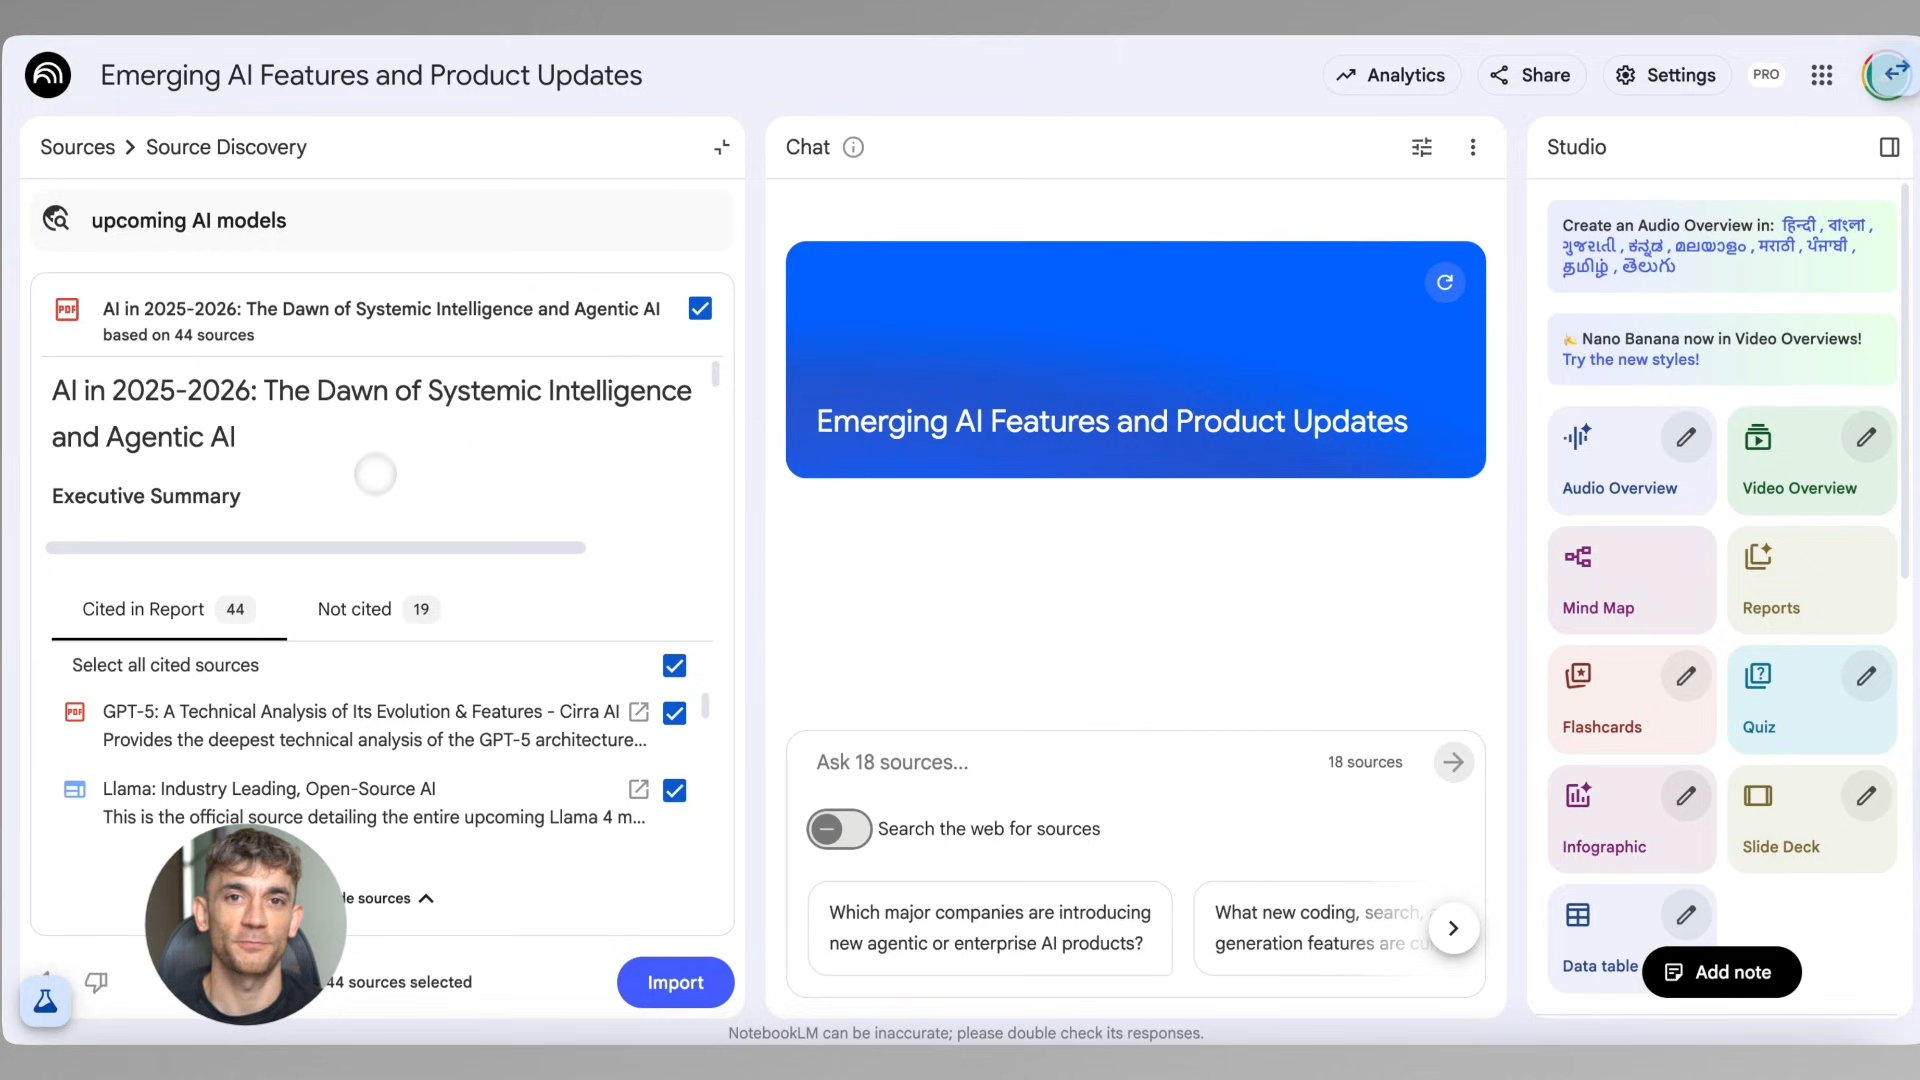 Emerging AI Features and Product Updates
Analytics
Share
Settings
PRO
Sources > Source Discovery
upcoming AI models
PDF
AI in 2025-2026: The Dawn of Systemic Intelligence and Agentic AI
based on 44 sources
AI in 2025-2026: The Dawn of Systemic Intelligence
and Agentic AI
Executive Summary
Cited in Report 44
Not cited 19
Select all cited sources
PDF
GPT-5: A Technical Analysis of Its Evolution & Features - Cirra AI
Provides the deepest technical analysis of the GPT-5 architecture...
Llama: Industry Leading, Open-Source AI
This is the official source detailing the entire upcoming Llama 4 m...
sources
44 sources selected
Import
Chat
Emerging AI Features and Product Updates
Ask 18 sources...
18 sources
Search the web for sources
Which major companies are introducing
new agentic or enterprise AI products?
What new coding, search,
generation features are
NotebookLM can be inaccurate; please double check its responses.
Studio
Create an Audio Overview in: हिन्दी , বাংলা ,
ગુજરાતી , ಕನ್ನಡ , മലയാളം , मराठी , ਪੰਜਾਬੀ ,
தமிழ் , తెలుగు
Nano Banana now in Video Overviews!
Try the new styles!
Audio Overview
Video Overview
Mind Map
Reports
Flashcards
Quiz
Infographic
Slide Deck
Data table
Add note